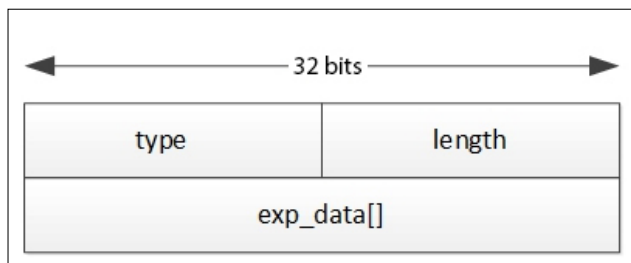 32 bits
type length
exp_data[]